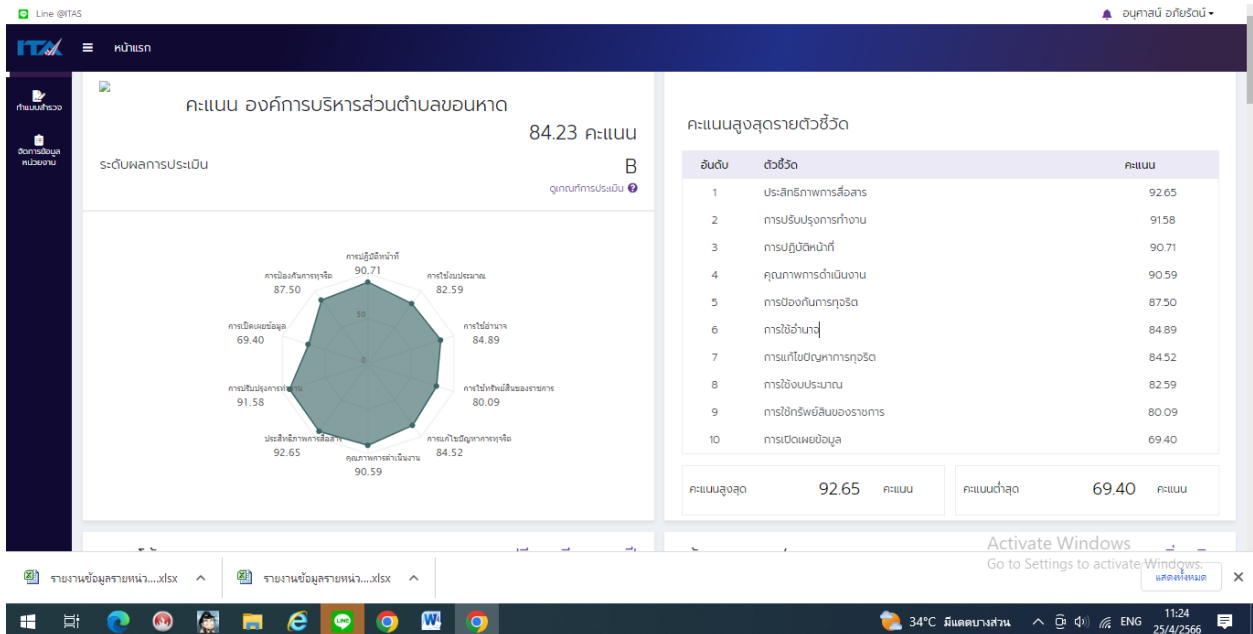 Line @ITAS
อนุศาสน์ อภัยรัตน์
ITA
หน้าแรก
ทำแบบสำรวจ
จัดการข้อมูล
หน่วยงาน
คะแนน องค์การบริหารส่วนตำบลขอนหาด
84.23 คะแนน
ระดับผลการประเมิน
B
ดูเกณฑ์การประเมิน
การปฏิบัติหน้าที่
90.71
การใช้งบประมาณ
82.59
การใช้อำนาจ
84.89
การใช้ทรัพย์สินของราชการ
80.09
การแก้ไขปัญหาการทุจริต
84.52
คุณภาพการดำเนินงาน
90.59
ประสิทธิภาพการสื่อสาร
92.65
การปรับปรุงการทำงาน
91.58
การเปิดเผยข้อมูล
69.40
การป้องกันการทุจริต
87.50
50
0
คะแนนสูงสุดรายตัวชี้วัด
อันดับ ตัวชี้วัด คะแนน
1 ประสิทธิภาพการสื่อสาร 92.65
2 การปรับปรุงการทำงาน 91.58
3 การปฏิบัติหน้าที่ 90.71
4 คุณภาพการดำเนินงาน 90.59
5 การป้องกันการทุจริต 87.50
6 การใช้อำนาจ 84.89
7 การแก้ไขปัญหาการทุจริต 84.52
8 การใช้งบประมาณ 82.59
9 การใช้ทรัพย์สินของราชการ 80.09
10 การเปิดเผยข้อมูล 69.40
คะแนนสูงสุด 92.65 คะแนน
คะแนนต่ำสุด 69.40 คะแนน
Activate Windows
Go to Settings to activate Windows.
รายงานข้อมูลรายหน่ว....xlsx
รายงานข้อมูลรายหน่ว....xlsx
แสดงทั้งหมด
34°C มีแดดบางส่วน
ENG
11:24
25/4/2566